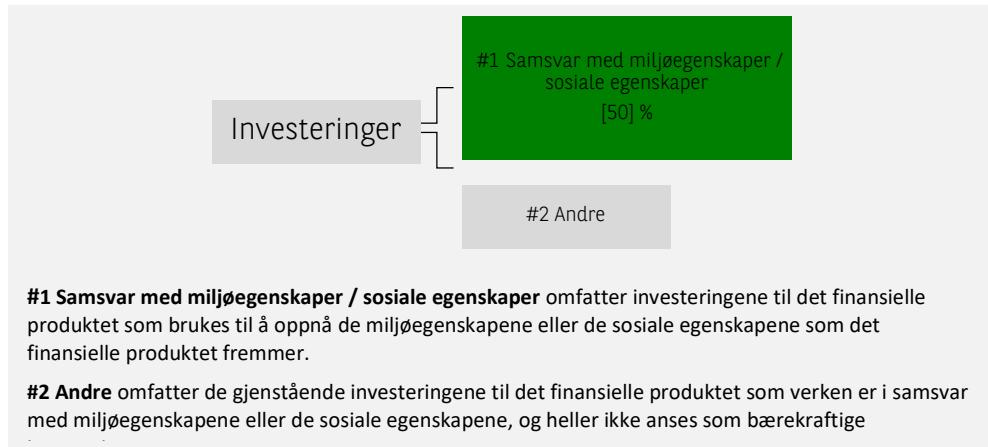 #1 Samsvar med miljøegenskaper /
sosiale egenskaper
[50] %
Investeringer
#2 Andre
#1 Samsvar med miljøegenskaper / sosiale egenskaper omfatter investeringene til det finansielle
produktet som brukes til å oppnå de miljøegenskapene eller de sosiale egenskapene som det
finansielle produktet fremmer.
#2 Andre omfatter de gjenstående investeringene til det finansielle produktet som verken er i samsvar
med miljøegenskapene eller de sosiale egenskapene, og heller ikke anses som bærekraftige